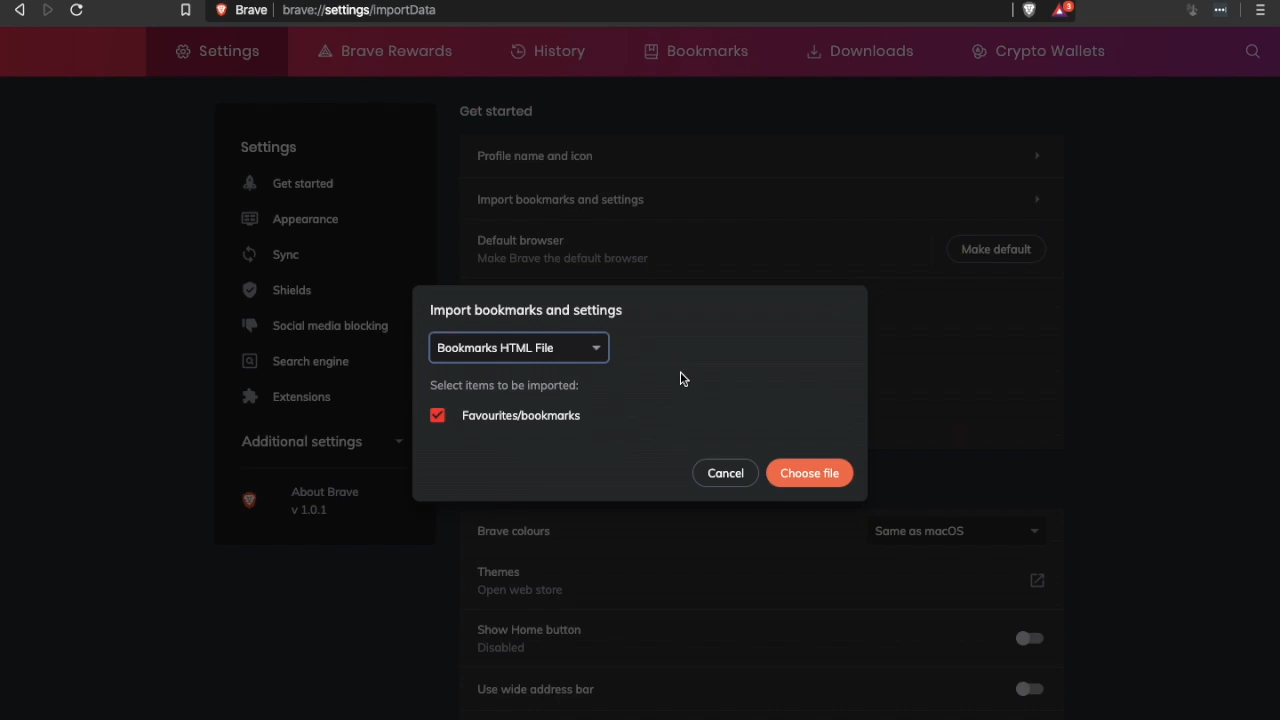 Brave
brave://settings/importData
3
Settings
Brave Rewards
History
Bookmarks
Downloads
Crypto Wallets
Settings
Get started
Appearance
Sync
Shields
Social media blocking
Search engine
Extensions
Additional settings
About Brave
v 1.0.1
Get started
Profile name and icon
Import bookmarks and settings
Default browser
Make Brave the default browser
Make default
Import bookmarks and settings
Bookmarks HTML File
Select items to be imported:
Favourites/bookmarks
Cancel
Choose file
Brave colours
Same as macOS
Themes
Open web store
Show Home button
Disabled
Use wide address bar